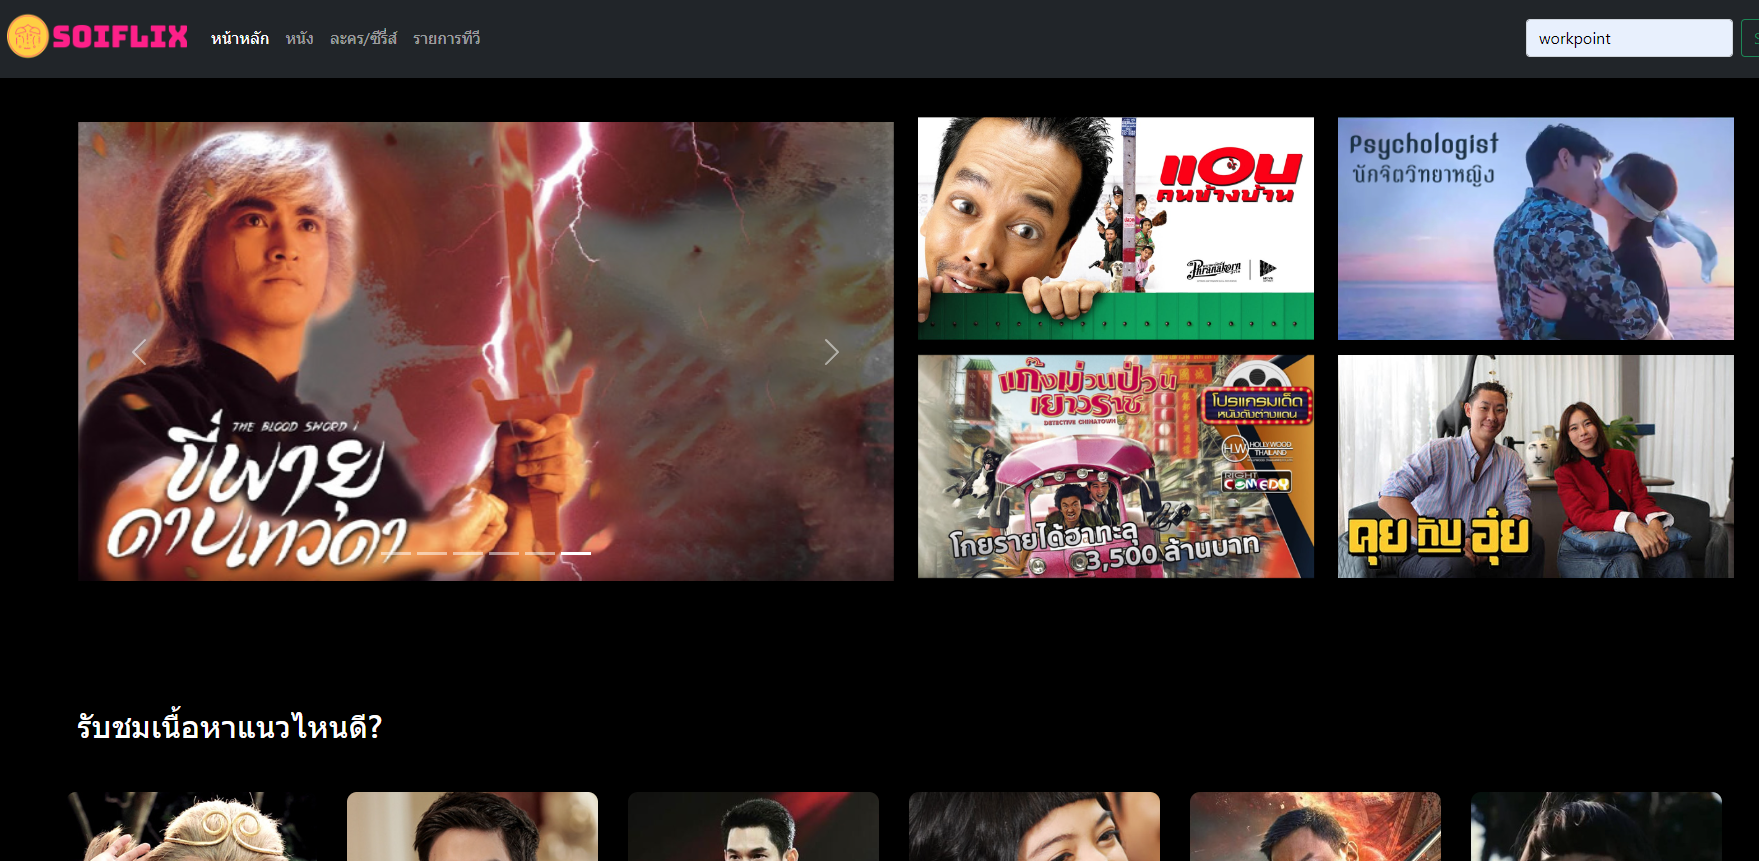 SOIFLIX
หน้าหลัก
หนัง
ละคร/ซีรี่ส์
รายการทีวี
workpoint
THE BLOOD SWORD 1
ขี่พายุ
ดาบเทวดา
แอบ
คนข้างบ้าน
Phranakorn
Psychologist
นักจิตวิทยาหญิง
แก๊งม่วนป่วน
เยาวราช
DETECTIVE CHINATOWN
โปรแกรมเด็ด
หนังดังต่างแดน
H.W HOLLYWOOD
THAILAND
RIGHT
COMEDY
โกยรายได้ฮาทะลุ
3,500 ล้านบาท
คุย กับ อุ๋ย
รับชมเนื้อหาแนวไหนดี?